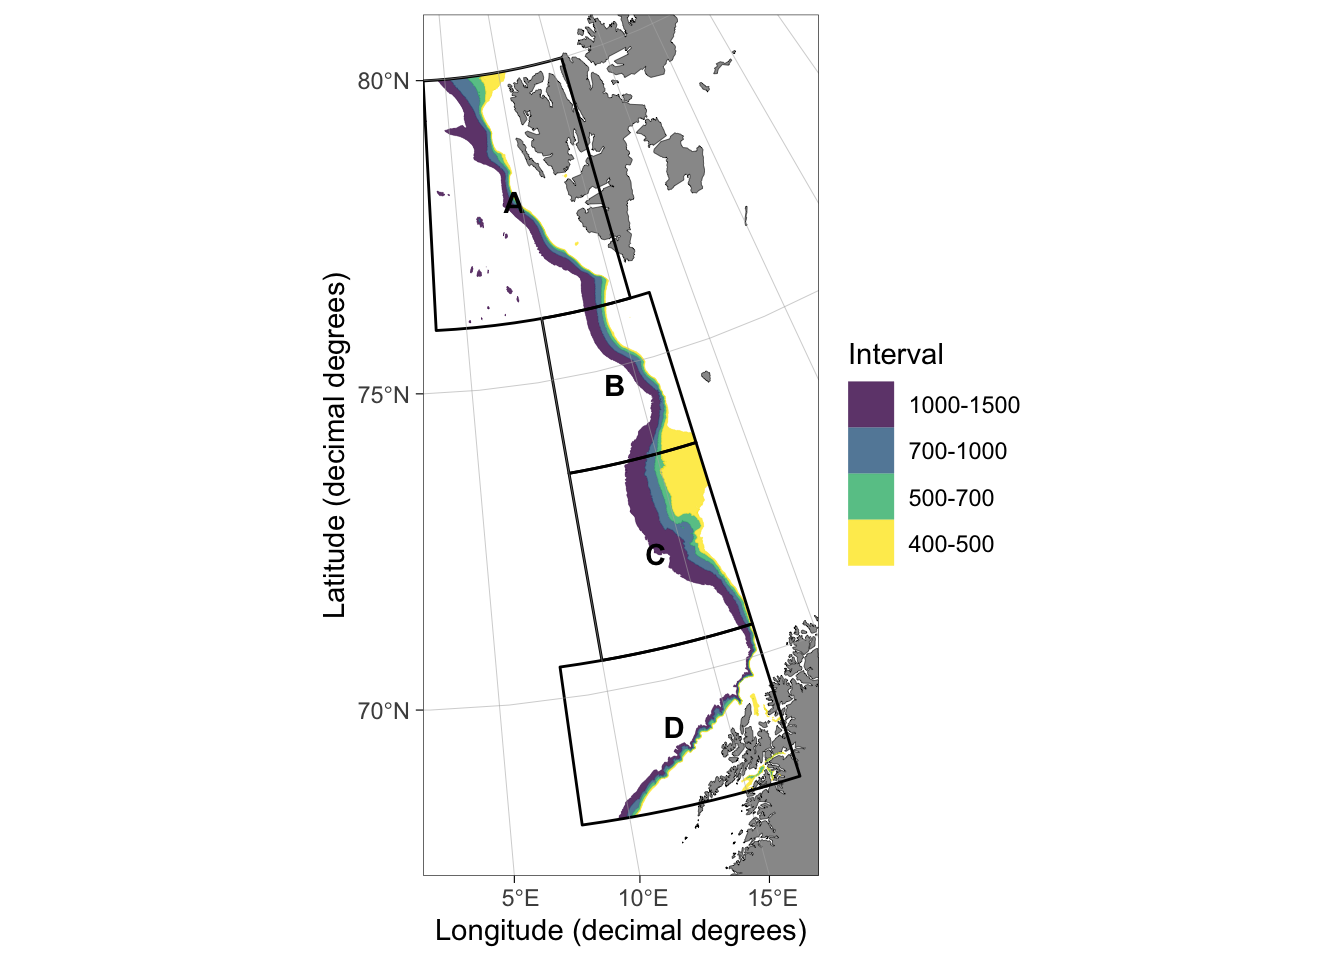 80°N
75°N
70°N
Latitude (decimal degrees)
A
B
C
D
5°E
10°E
15°E
Longitude (decimal degrees)
Interval
1000-1500
700-1000
500-700
400-500